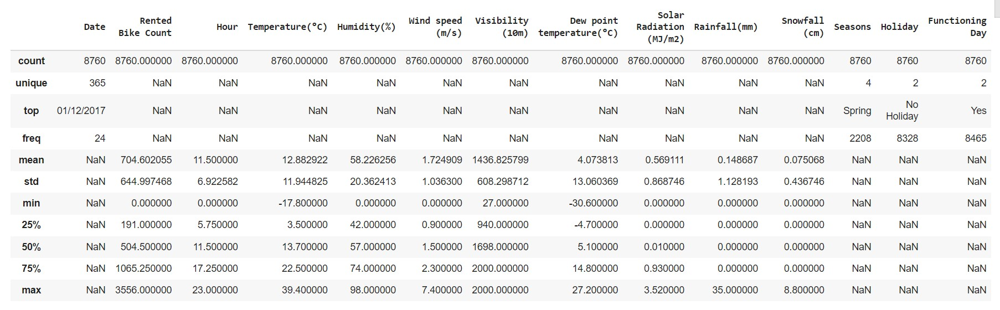 Date Rented Bike Count Hour Temperature(°C) Humidity(%) Wind speed (m/s) Visibility (10m) Dew point temperature(°C) Solar Radiation (MJ/m2) Rainfall(mm) Snowfall (cm) Seasons Holiday Functioning Day
count 8760 8760.000000 8760.000000 8760.000000 8760.000000 8760.000000 8760.000000 8760.000000 8760.000000 8760.000000 8760.000000 8760 8760 8760
unique 365 NaN NaN NaN NaN NaN NaN NaN NaN NaN NaN 4 2 2
top 01/12/2017 NaN NaN NaN NaN NaN NaN NaN NaN NaN NaN Spring No Holiday Yes
freq 24 NaN NaN NaN NaN NaN NaN NaN NaN NaN NaN 2208 8328 8465
mean NaN 704.602055 11.500000 12.882922 58.226256 1.724909 1436.825799 4.073813 0.569111 0.148687 0.075068 NaN NaN NaN
std NaN 644.997468 6.922582 11.944825 20.362413 1.036300 608.298712 13.060369 0.868746 1.128193 0.436746 NaN NaN NaN
min NaN 0.000000 0.000000 -17.800000 0.000000 0.000000 27.000000 -30.600000 0.000000 0.000000 0.000000 NaN NaN NaN
25% NaN 191.000000 5.750000 3.500000 42.000000 0.900000 940.000000 -4.700000 0.000000 0.000000 0.000000 NaN NaN NaN
50% NaN 504.500000 11.500000 13.700000 57.000000 1.500000 1698.000000 5.100000 0.010000 0.000000 0.000000 NaN NaN NaN
75% NaN 1065.250000 17.250000 22.500000 74.000000 2.300000 2000.000000 14.800000 0.930000 0.000000 0.000000 NaN NaN NaN
max NaN 3556.000000 23.000000 39.400000 98.000000 7.400000 2000.000000 27.200000 3.520000 35.000000 8.800000 NaN NaN NaN